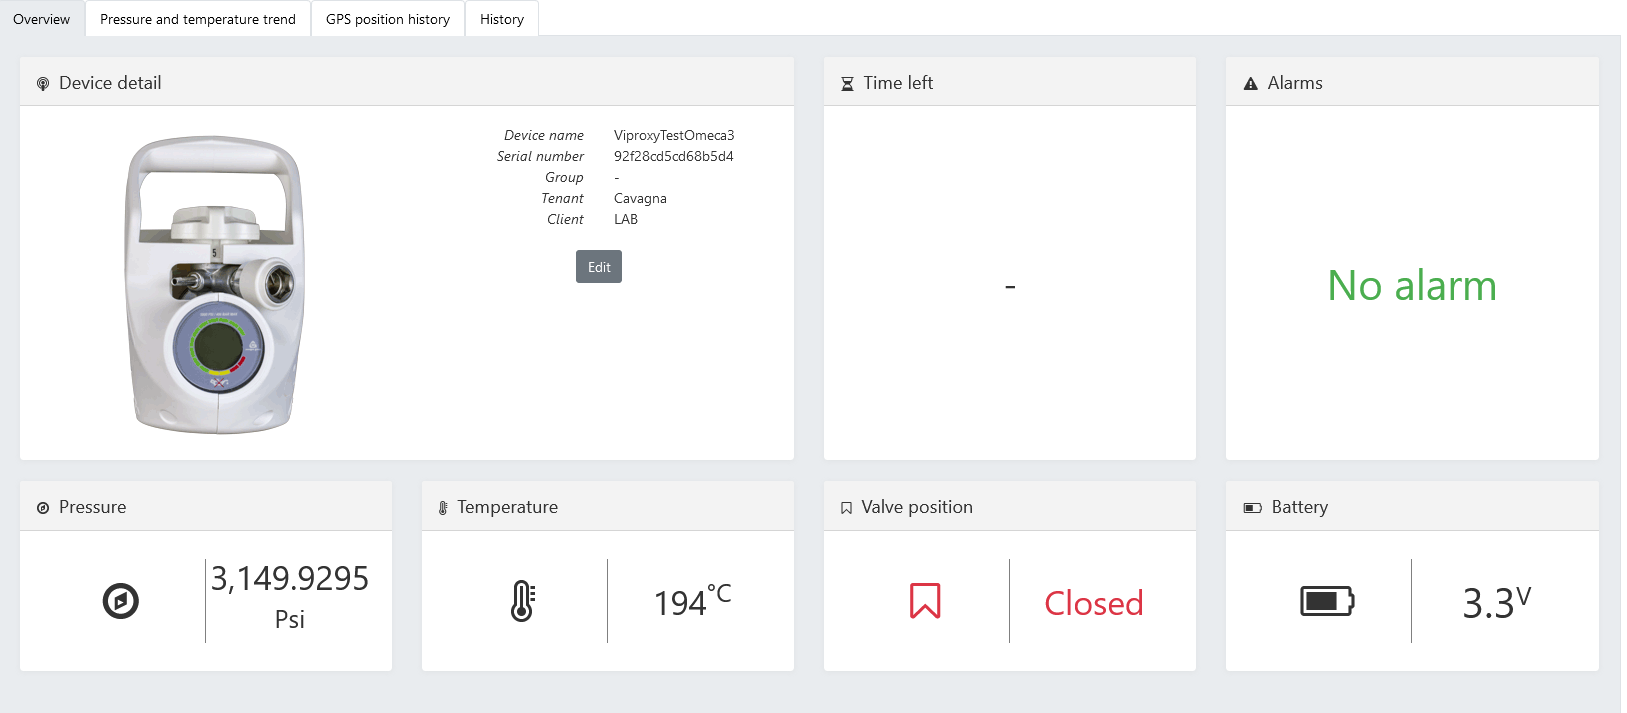 Overview
Pressure and temperature trend
GPS position history
History
Device detail
Device name ViproxyTestOmeca3
Serial number 92f28cd5cd68b5d4
Group -
Tenant Cavagna
Client LAB
Edit
5
Time left
-
Alarms
No alarm
Pressure
3,149.9295
Psi
Temperature
194°C
Valve position
Closed
Battery
3.3V